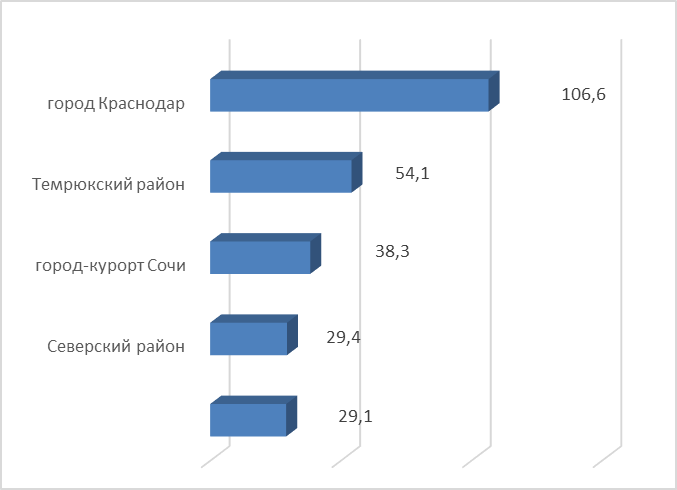 город Краснодар 106,6
Темрюкский район 54,1
город-курорт Сочи 38,3
Северский район 29,4
29,1